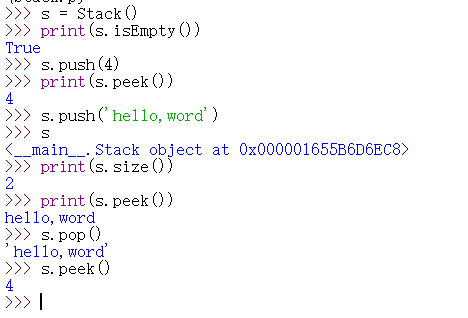 >>> s = Stack()
>>> print(s.isEmpty())
True
>>> s.push(4)
>>> print(s.peek())
4
>>> s.push('hello,word')
>>> s
<__main__.Stack object at 0x000001655B6D6EC8>
>>> print(s.size())
2
>>> print(s.peek())
hello,word
>>> s.pop()
'hello,word'
>>> s.peek()
4
>>>